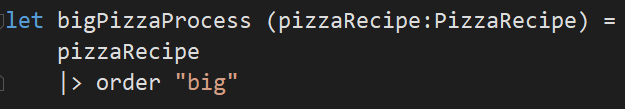 let bigPizzaProcess (pizzaRecipe:PizzaRecipe) =
pizzaRecipe
|> order "big"